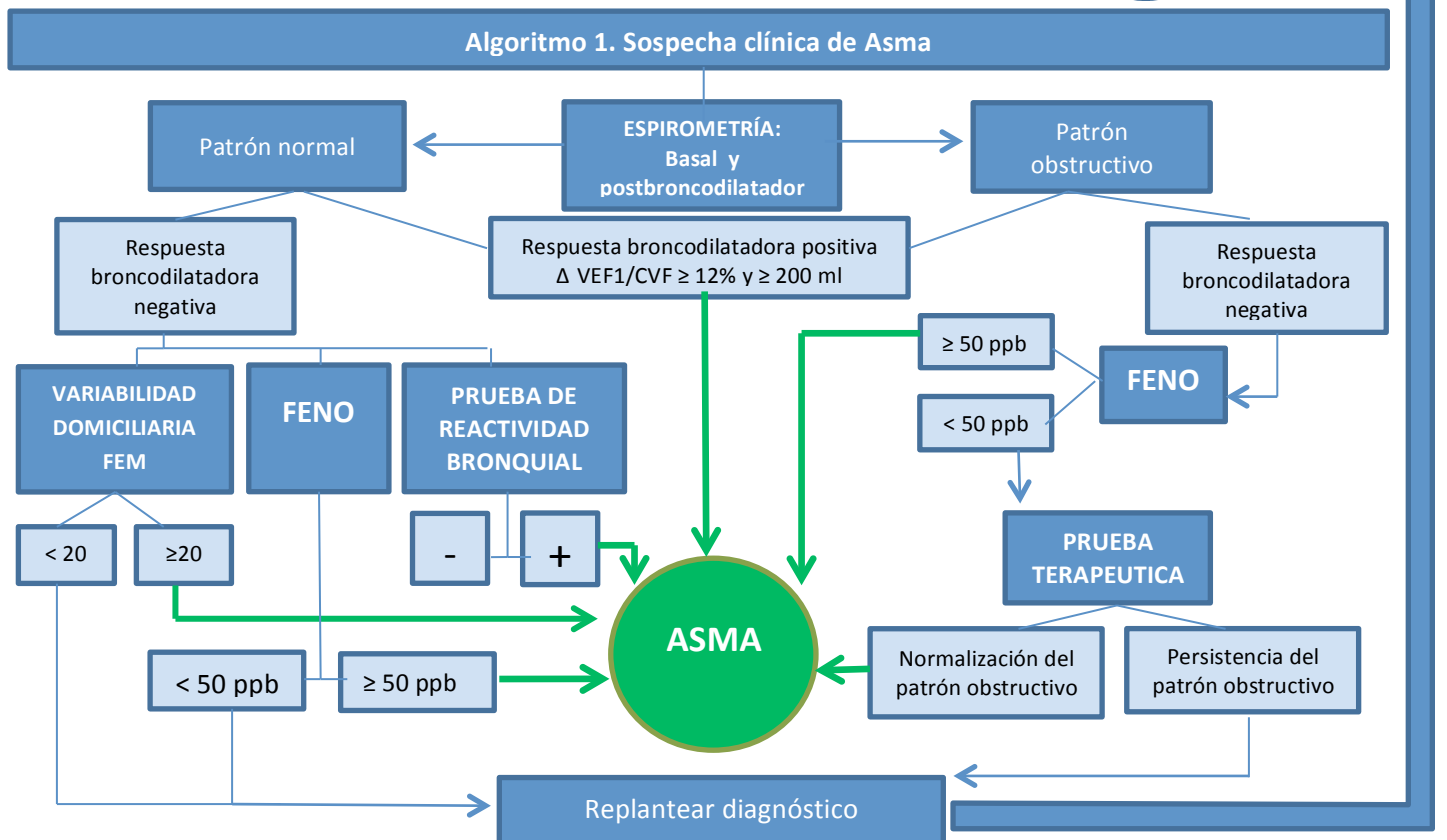 Algoritmo 1. Sospecha clínica de Asma
Patrón normal
ESPIROMETRÍA:
Basal y
postbroncodilatador
Patrón
obstructivo
Respuesta
broncodilatadora
negativa
Respuesta broncodilatadora positiva
Δ VEF1/CVF ≥ 12% y ≥ 200 ml
Respuesta
broncodilatadora
negativa
VARIABILIDAD
DOMICILIARIA
FEM
FENO
PRUEBA DE
REACTIVIDAD
BRONQUIAL
≥ 50 ppb
< 50 ppb
FENO
< 20
≥20
-
+
PRUEBA
TERAPEUTICA
ASMA
< 50 ppb
≥ 50 ppb
Normalización del
patrón obstructivo
Persistencia del
patrón obstructivo
Replantear diagnóstico